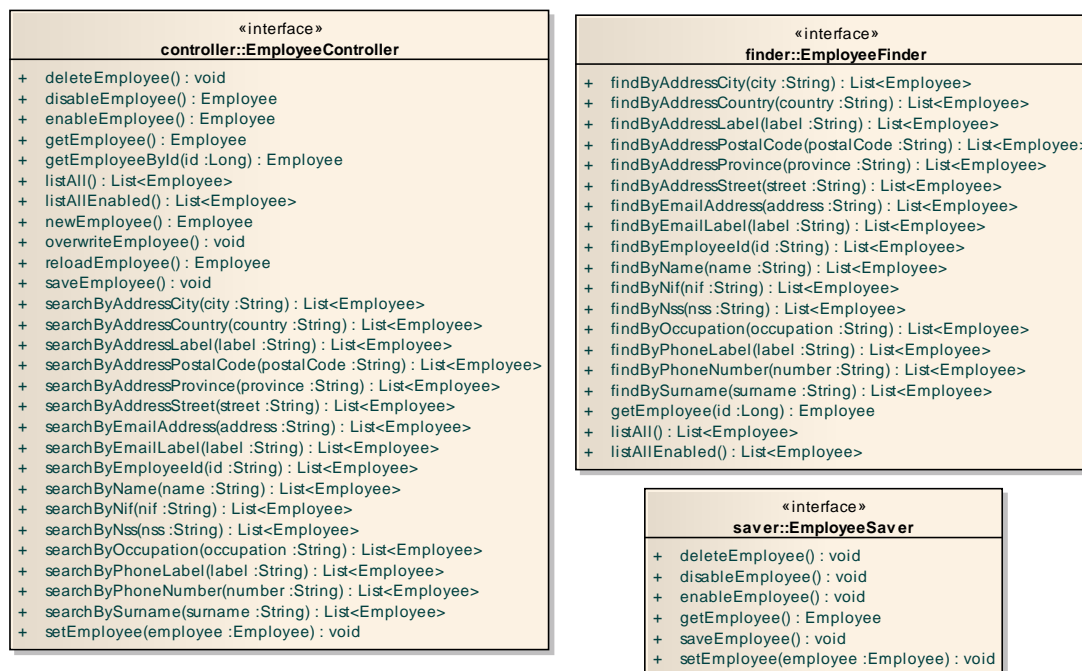 «interface»
controller::EmployeeController
+ deleteEmployee() : void
+ disableEmployee() : Employee
+ enableEmployee() : Employee
+ getEmployee() : Employee
+ getEmployeeById(id :Long) : Employee
+ listAll() : List<Employee>
+ listAllEnabled() : List<Employee>
+ newEmployee() : Employee
+ overwriteEmployee() : void
+ reloadEmployee() : Employee
+ saveEmployee() : void
+ searchByAddressCity(city :String) : List<Employee>
+ searchByAddressCountry(country :String) : List<Employee>
+ searchByAddressLabel(label :String) : List<Employee>
+ searchByAddressPostalCode(postalCode :String) : List<Employee>
+ searchByAddressProvince(province :String) : List<Employee>
+ searchByAddressStreet(street :String) : List<Employee>
+ searchByEmailAddress(address :String) : List<Employee>
+ searchByEmailLabel(label :String) : List<Employee>
+ searchByEmployeeId(id :String) : List<Employee>
+ searchByName(name :String) : List<Employee>
+ searchByNif(nif :String) : List<Employee>
+ searchByNss(nss :String) : List<Employee>
+ searchByOccupation(occupation :String) : List<Employee>
+ searchByPhoneLabel(label :String) : List<Employee>
+ searchByPhoneNumber(number :String) : List<Employee>
+ searchBySurname(surname :String) : List<Employee>
+ setEmployee(employee :Employee) : void
«interface»
finder::EmployeeFinder
+ findByAddressCity(city :String) : List<Employee>
+ findByAddressCountry(country :String) : List<Employee>
+ findByAddressLabel(label :String) : List<Employee>
+ findByAddressPostalCode(postalCode :String) : List<Employee>
+ findByAddressProvince(province :String) : List<Employee>
+ findByAddressStreet(street :String) : List<Employee>
+ findByEmailAddress(address :String) : List<Employee>
+ findByEmailLabel(label :String) : List<Employee>
+ findByEmployeeId(id :String) : List<Employee>
+ findByName(name :String) : List<Employee>
+ findByNif(nif :String) : List<Employee>
+ findByNss(nss :String) : List<Employee>
+ findByOccupation(occupation :String) : List<Employee>
+ findByPhoneLabel(label :String) : List<Employee>
+ findByPhoneNumber(number :String) : List<Employee>
+ findBySurname(surname :String) : List<Employee>
+ getEmployee(id :Long) : Employee
+ listAll() : List<Employee>
+ listAllEnabled() : List<Employee>
«interface»
saver::EmployeeSaver
+ deleteEmployee() : void
+ disableEmployee() : void
+ enableEmployee() : void
+ getEmployee() : Employee
+ saveEmployee() : void
+ setEmployee(employee :Employee) : void